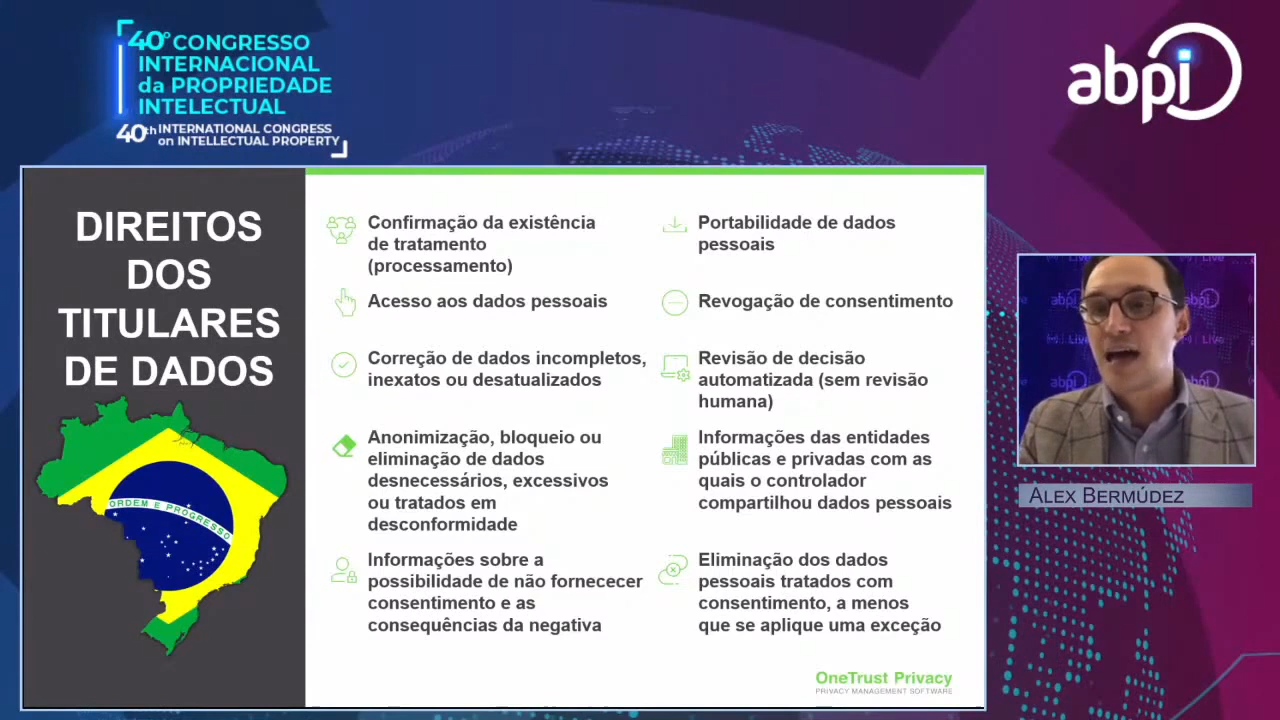 40º CONGRESSO
INTERNACIONAL
da PROPRIEDADE
INTELECTUAL
40th INTERNATIONAL CONGRESS
on INTELLECTUAL PROPERTY
abpi
DIREITOS
DOS
TITULARES
DE DADOS
ORDEM E PROGRESSO
Confirmação da existência
de tratamento
(processamento)
Acesso aos dados pessoais
Correção de dados incompletos,
inexatos ou desatualizados
Anonimização, bloqueio ou
eliminação de dados
desnecessários, excessivos
ou tratados em
desconformidade
Informações sobre a
possibilidade de não fornececer
consentimento e as
consequências da negativa
Portabilidade de dados
pessoais
Revogação de consentimento
Revisão de decisão
automatizada (sem revisão
humana)
Informações das entidades
públicas e privadas com as
quais o controlador
compartilhou dados pessoais
Eliminação dos dados
pessoais tratados com
consentimento, a menos
que se aplique uma exceção
OneTrust Privacy
PRIVACY MANAGEMENT SOFTWARE
ALEX BERMÚDEZ